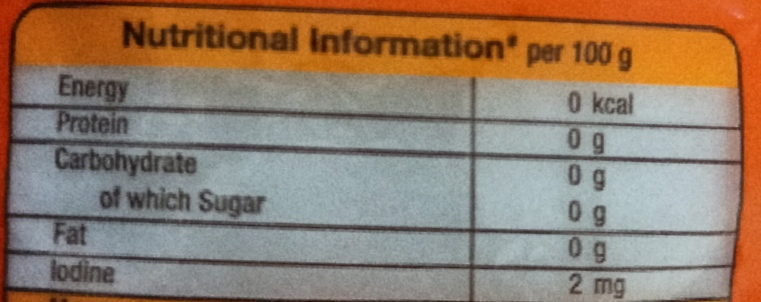 Nutritional Information* per 100 g
Energy 0 kcal
Protein 0 g
Carbohydrate 0 g
of which Sugar 0 g
Fat 0 g
Iodine 2 mg